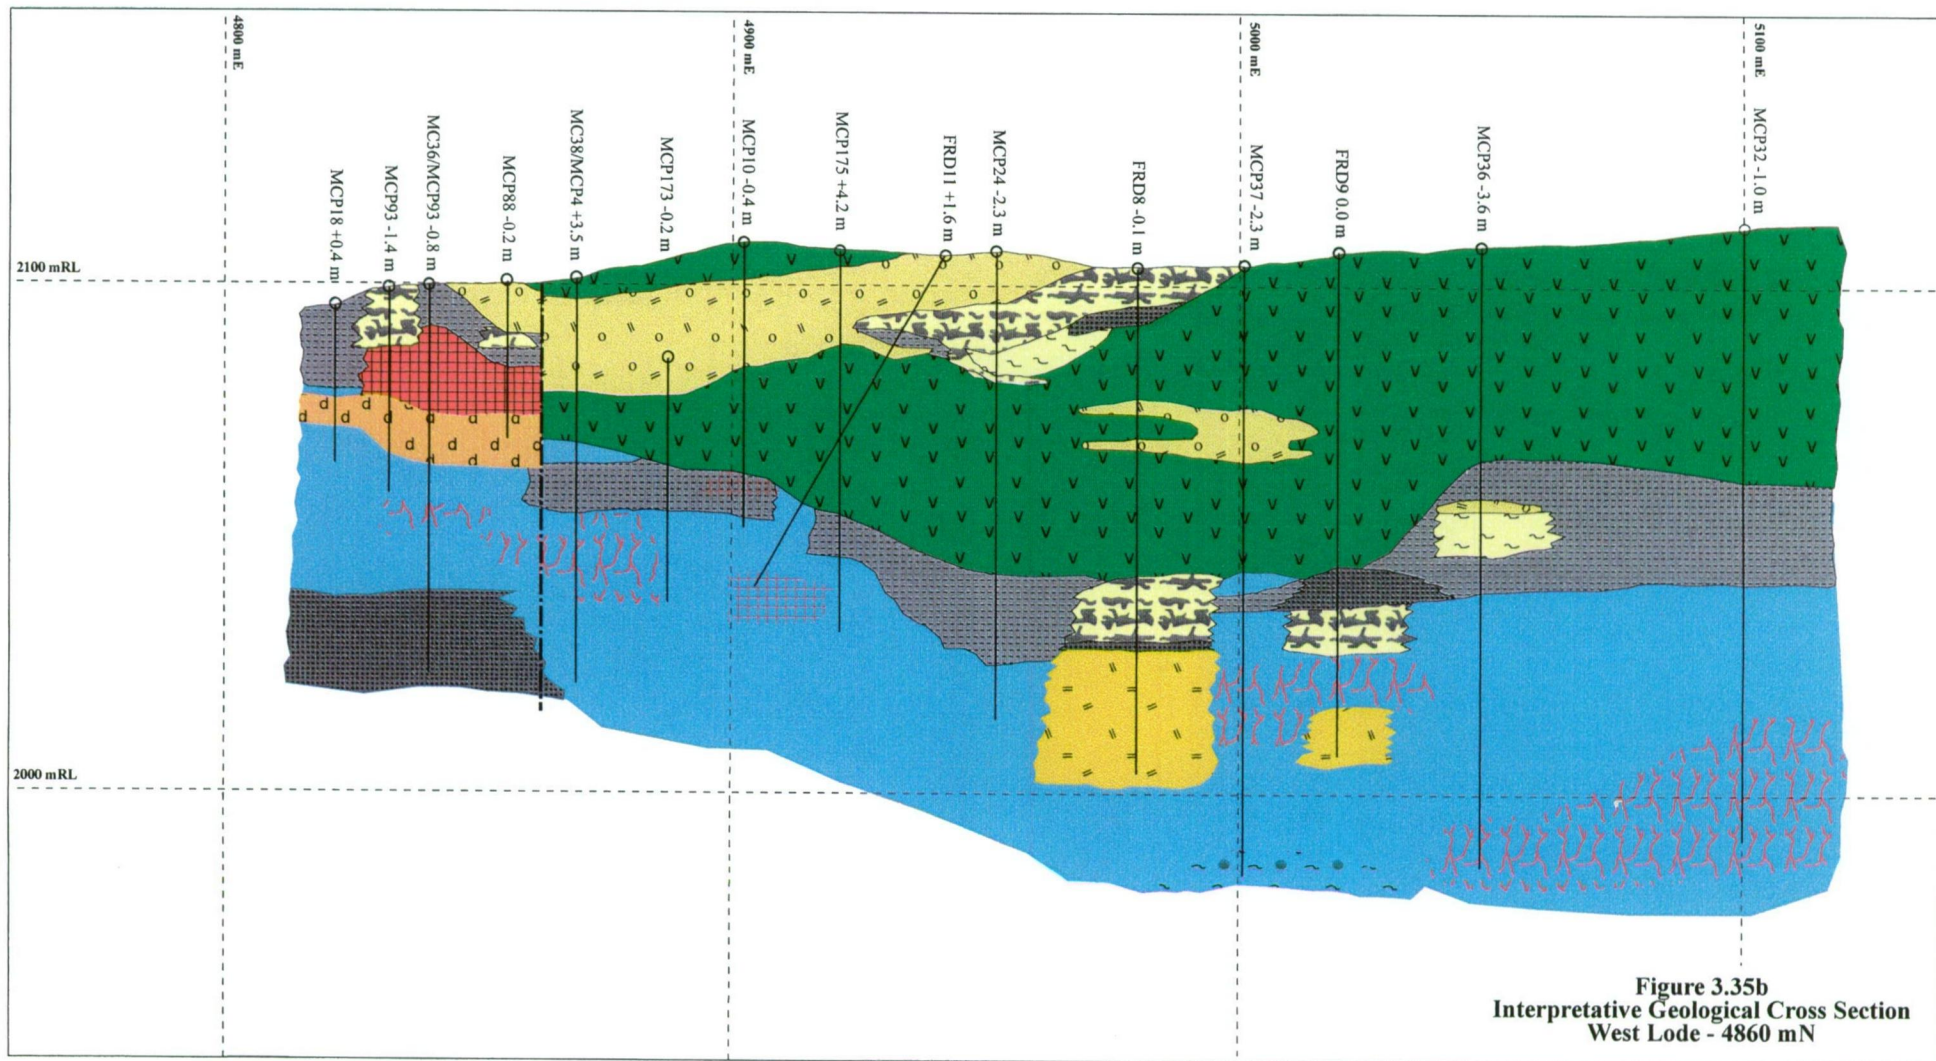 4800 mE
4900 mE
5000 mE
5100 mE
MCP18 +0.4 m
MCP93 -1.4 m
MC36/MCP93 -0.8 m
MCP88 -0.2 m
MC38/MCP4 +3.5 m
MCP173 -0.2 m
MCP10 -0.4 m
MCP175 +4.2 m
FRD11 +1.6 m
MCP24 -2.3 m
FRD8 -0.1 m
MCP37 -2.3 m
FRD9 0.0 m
MCP36 -3.6 m
MCP32 -1.0 m
2100 mRL
2000 mRL
Figure 3.35b
Interpretative Geological Cross Section
West Lode - 4860 mN